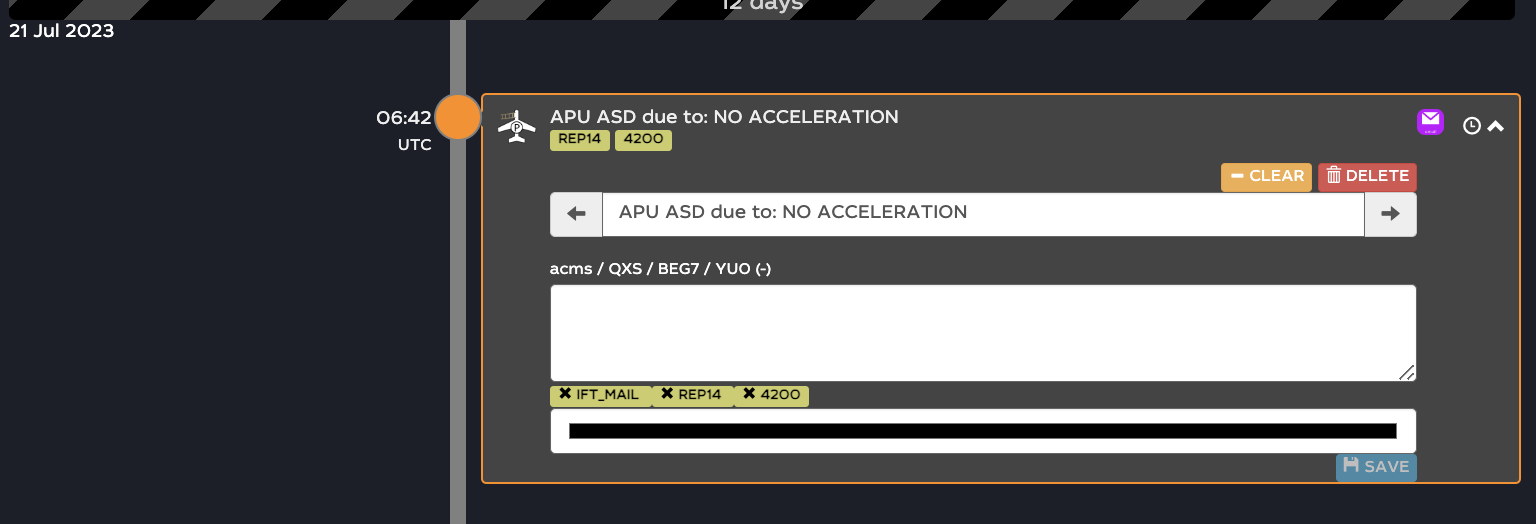 12 days
21 Jul 2023
06:42
UTC
APU ASD due to: NO ACCELERATION
REP14 4200
CLEAR DELETE
APU ASD due to: NO ACCELERATION
acms / QXS / BEG7 / YU0 (-)
IFT_MAIL REP14 4200
SAVE